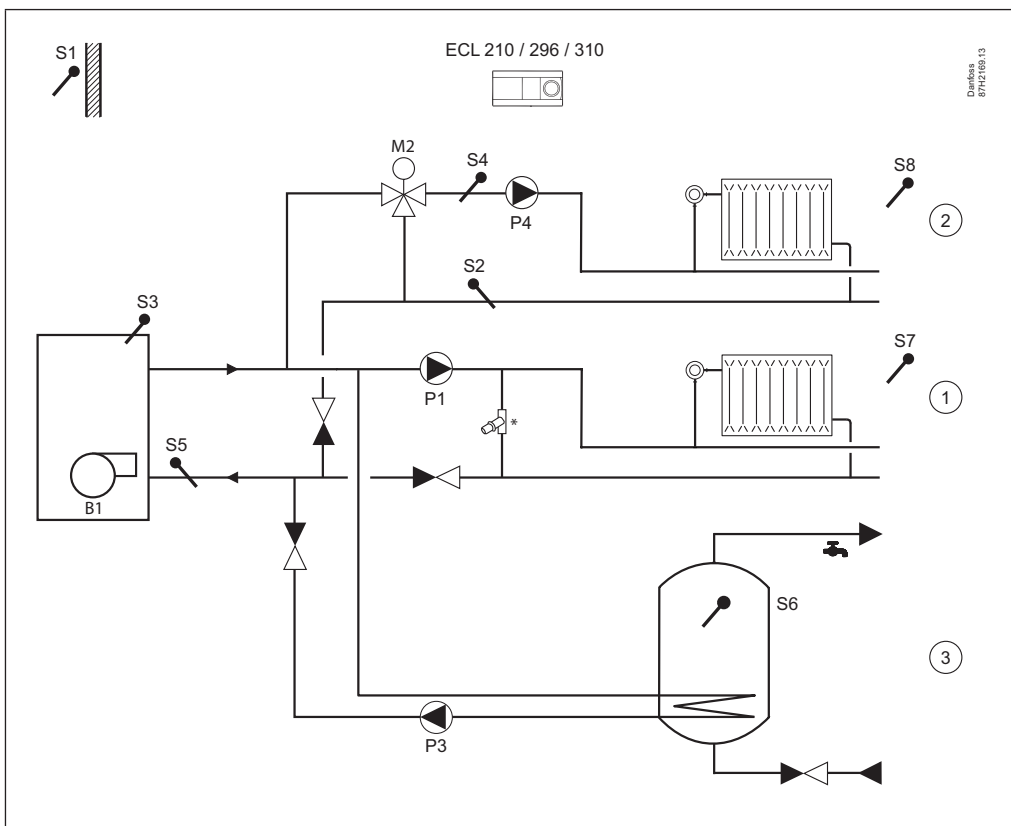 S1
ECL 210 / 296 / 310
Danfoss
87H2169.13
M2
S4
S8
P4
2
S2
S3
S7
P1
*
1
S5
B1
S6
3
P3